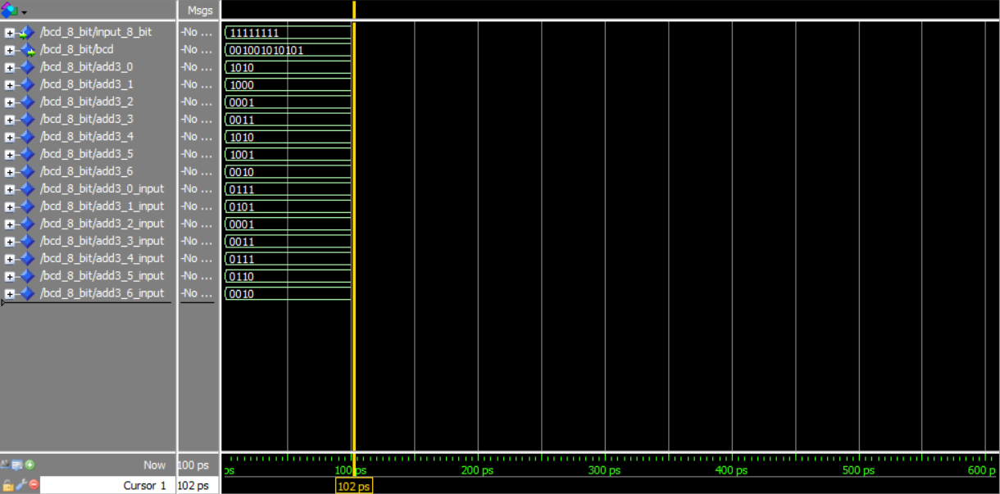 Msgs
/bcd_8_bit/input_8_bit -No ... 11111111
/bcd_8_bit/bcd -No ... 001001010101
/bcd_8_bit/add3_0 -No ... 1010
/bcd_8_bit/add3_1 -No ... 1000
/bcd_8_bit/add3_2 -No ... 0001
/bcd_8_bit/add3_3 -No ... 0011
/bcd_8_bit/add3_4 -No ... 1010
/bcd_8_bit/add3_5 -No ... 1001
/bcd_8_bit/add3_6 -No ... 0010
/bcd_8_bit/add3_0_input -No ... 0111
/bcd_8_bit/add3_1_input -No ... 0101
/bcd_8_bit/add3_2_input -No ... 0001
/bcd_8_bit/add3_3_input -No ... 0011
/bcd_8_bit/add3_4_input -No ... 0111
/bcd_8_bit/add3_5_input -No ... 0110
/bcd_8_bit/add3_6_input -No ... 0010
Now 100 ps ps 100 ps 200 ps 300 ps 400 ps 500 ps 600 p
Cursor 1 102 ps 102 ps